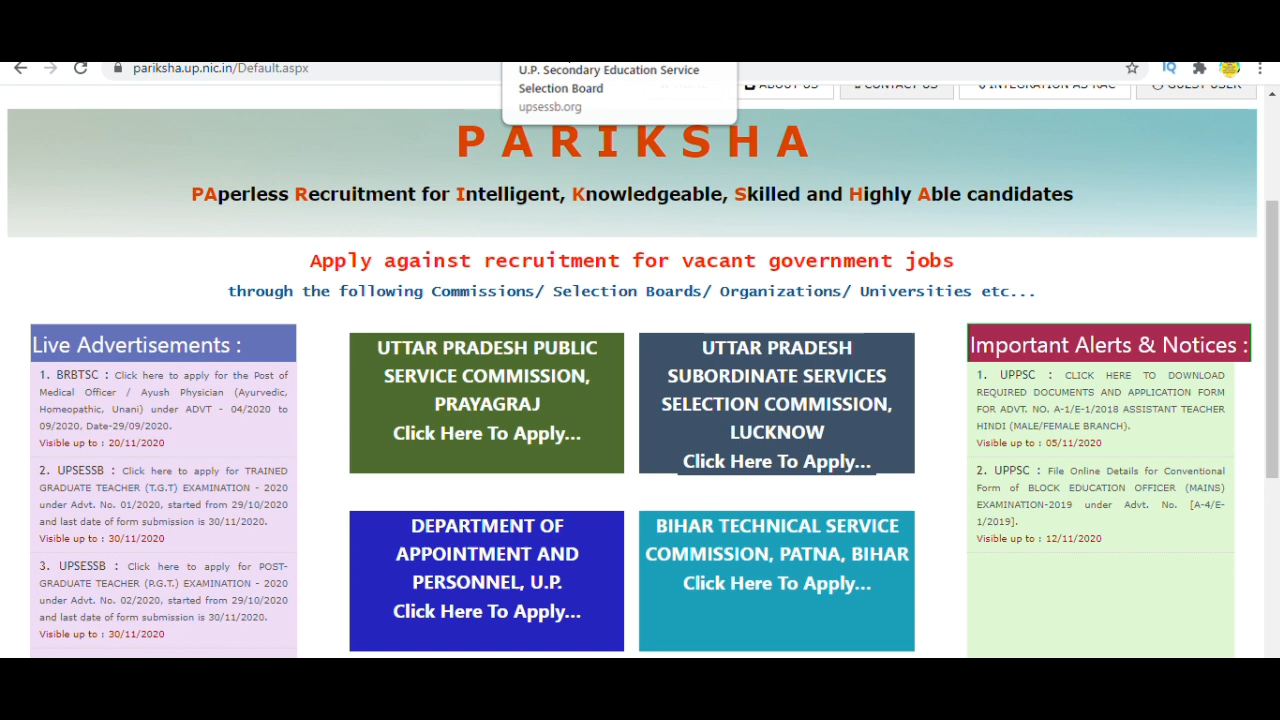 pariksha.up.nic.in/Default.aspx
U.P. Secondary Education Service
Selection Board
upsessb.org
ABOUT US
CONTACT US
INTEGRATION AS RAC
GUEST USER
PARIKSHA
PAperless Recruitment for Intelligent, Knowledgeable, Skilled and Highly Able candidates
Apply against recruitment for vacant government jobs
through the following Commissions/ Selection Boards/ Organizations/ Universities etc...
Live Advertisements :
1. BRBTSC : Click here to apply for the Post of
Medical Officer / Ayush Physician (Ayurvedic,
Homeopathic, Unani) under ADVT - 04/2020 to
09/2020, Date-29/09/2020.
Visible up to : 20/11/2020
2. UPSESSB : Click here to apply for TRAINED
GRADUATE TEACHER (T.G.T) EXAMINATION - 2020
under Advt. No. 01/2020, started from 29/10/2020
and last date of form submission is 30/11/2020.
Visible up to : 30/11/2020
3. UPSESSB : Click here to apply for POST-
GRADUATE TEACHER (P.G.T.) EXAMINATION - 2020
under Advt. No. 02/2020, started from 29/10/2020
and last date of form submission is 30/11/2020.
Visible up to : 30/11/2020
UTTAR PRADESH PUBLIC
SERVICE COMMISSION,
PRAYAGRAJ
Click Here To Apply...
UTTAR PRADESH
SUBORDINATE SERVICES
SELECTION COMMISSION,
LUCKNOW
Click Here To Apply...
DEPARTMENT OF
APPOINTMENT AND
PERSONNEL, U.P.
Click Here To Apply...
BIHAR TECHNICAL SERVICE
COMMISSION, PATNA, BIHAR
Click Here To Apply...
Important Alerts & Notices :
1. UPPSC : CLICK HERE TO DOWNLOAD
REQUIRED DOCUMENTS AND APPLICATION FORM
FOR ADVT. NO. A-1/E-1/2018 ASSISTANT TEACHER
HINDI (MALE/FEMALE BRANCH).
Visible up to : 05/11/2020
2. UPPSC : File Online Details for Conventional
Form of BLOCK EDUCATION OFFICER (MAINS)
EXAMINATION-2019 under Advt. No. [A-4/E-
1/2019].
Visible up to : 12/11/2020